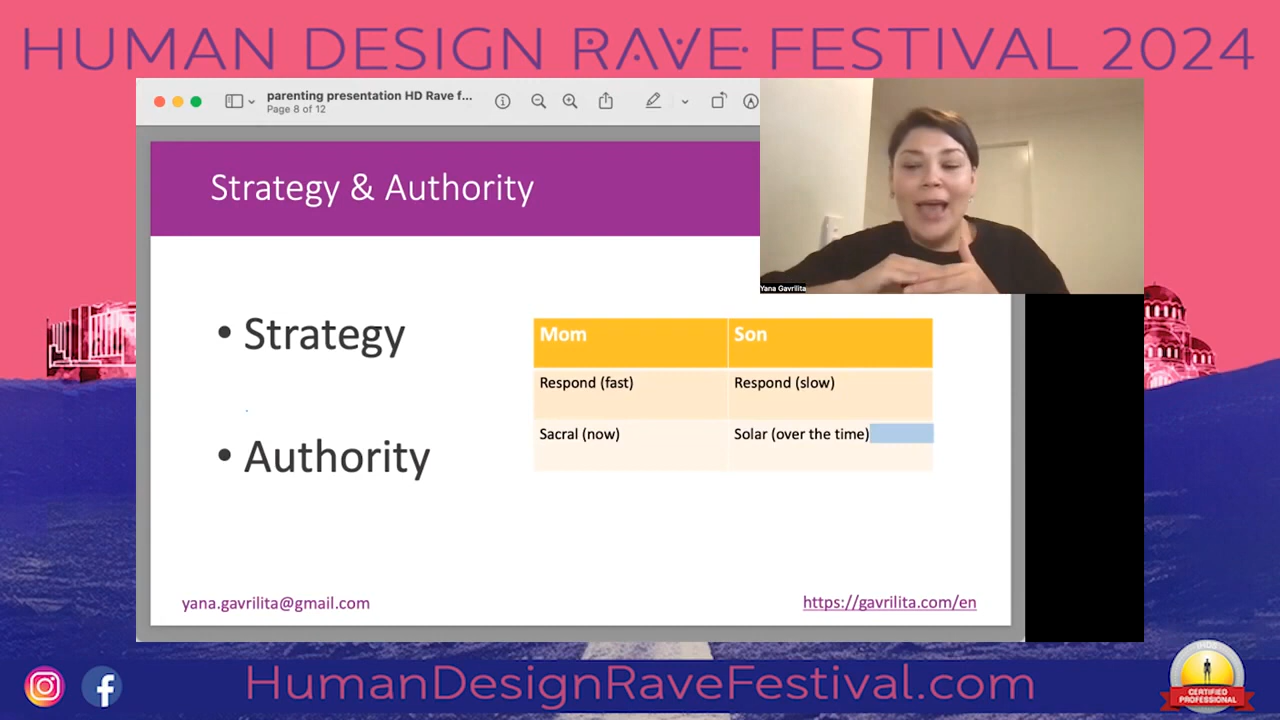 HUMAN DESIGN RAVE FESTIVAL 2024
parenting presentation HD Rave f...
Page 8 of 12
Strategy & Authority
Yana Gavrilita
• Strategy
• Authority
Mom Son
Respond (fast) Respond (slow)
Sacral (now) Solar (over the time)
yana.gavrilita@gmail.com
https://gavrilita.com/en
HumanDesignRaveFestival.com
IHDS
CERTIFIED
PROFESSIONAL